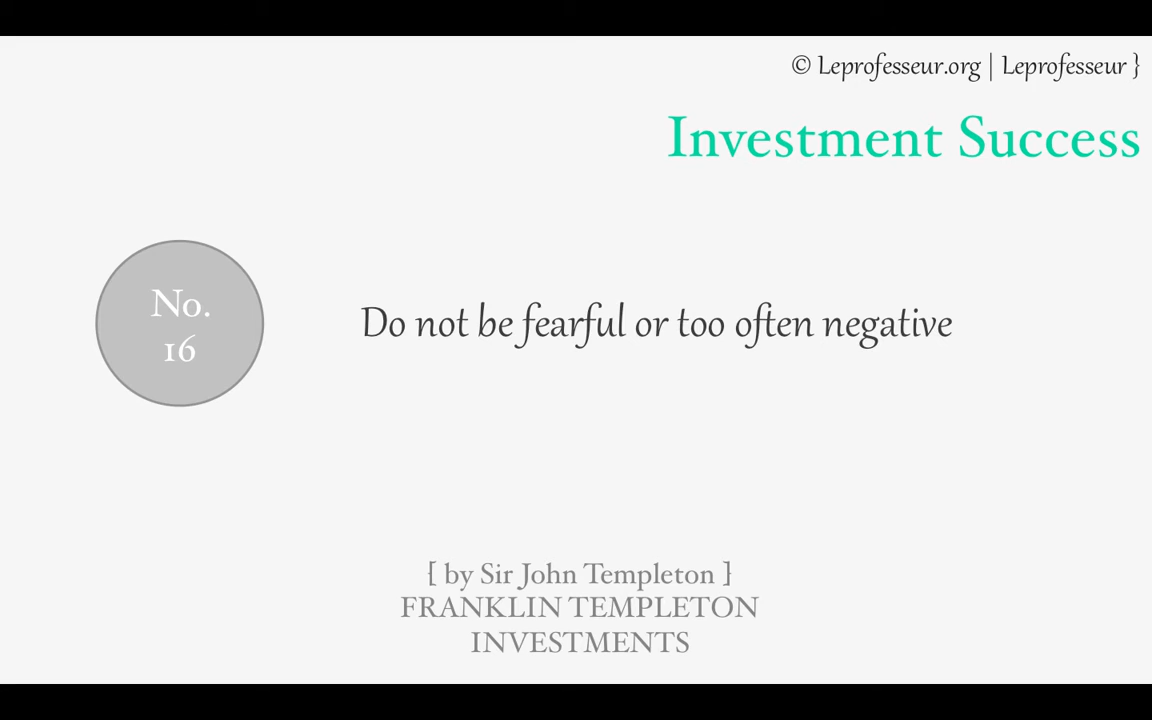 © Leprofesseur.org | Leprofesseur }
Investment Success
No.
16
Do not be fearful or too often negative
{ by Sir John Templeton }
FRANKLIN TEMPLETON
INVESTMENTS